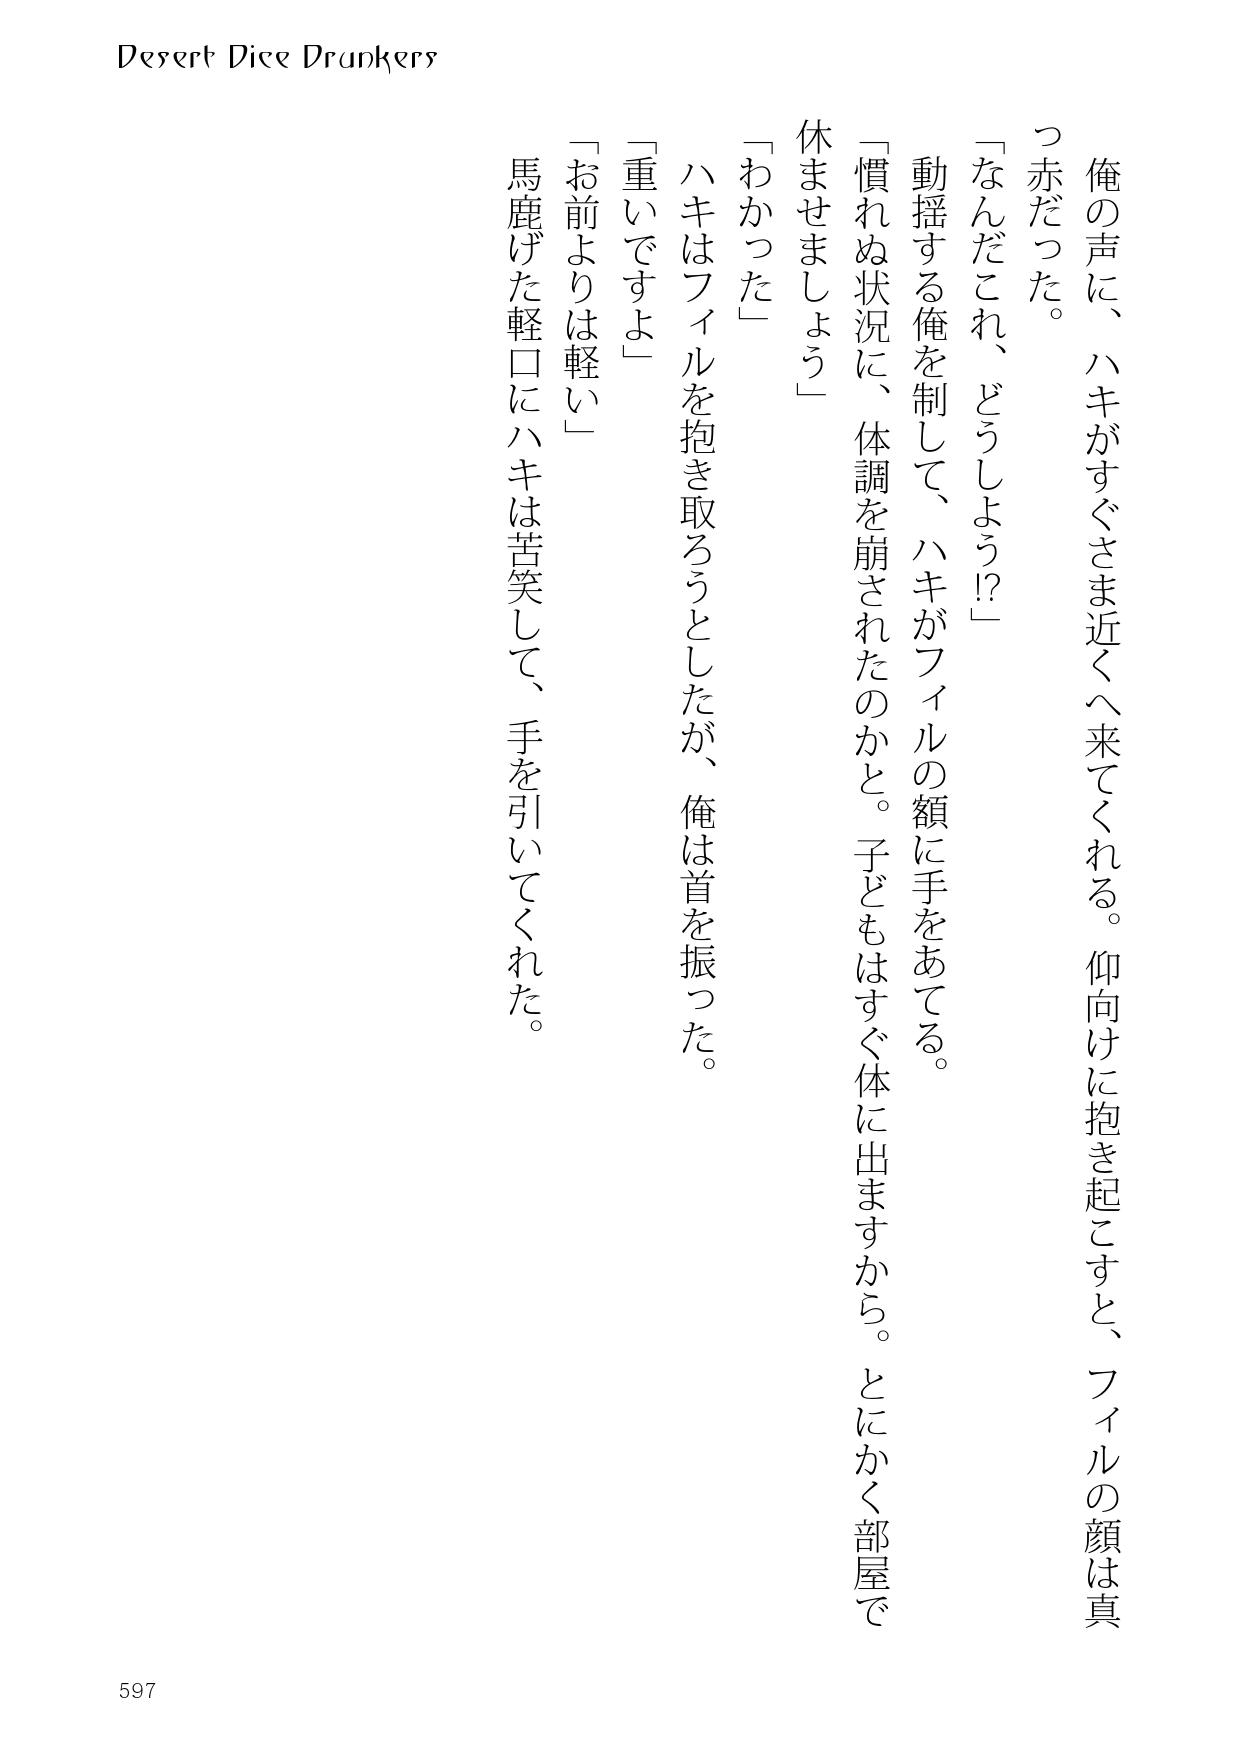 Desert Dice Drunkers
俺の声に、ハキがすぐさま近くへ来てくれる。仰向けに抱き起こすと、フィルの顔は真
っ赤だった。
「なんだこれ、どうしよう!?」
動揺する俺を制して、ハキがフィルの額に手をあてる。
「慣れぬ状況に、体調を崩されたのかと。子どもはすぐ体に出ますから。とにかく部屋で
休ませましょう」
「わかった」
ハキはフィルを抱き取ろうとしたが、俺は首を振った。
「重いですよ」
「お前よりは軽い」
馬鹿げた軽口にハキは苦笑して、手を引いてくれた。
597